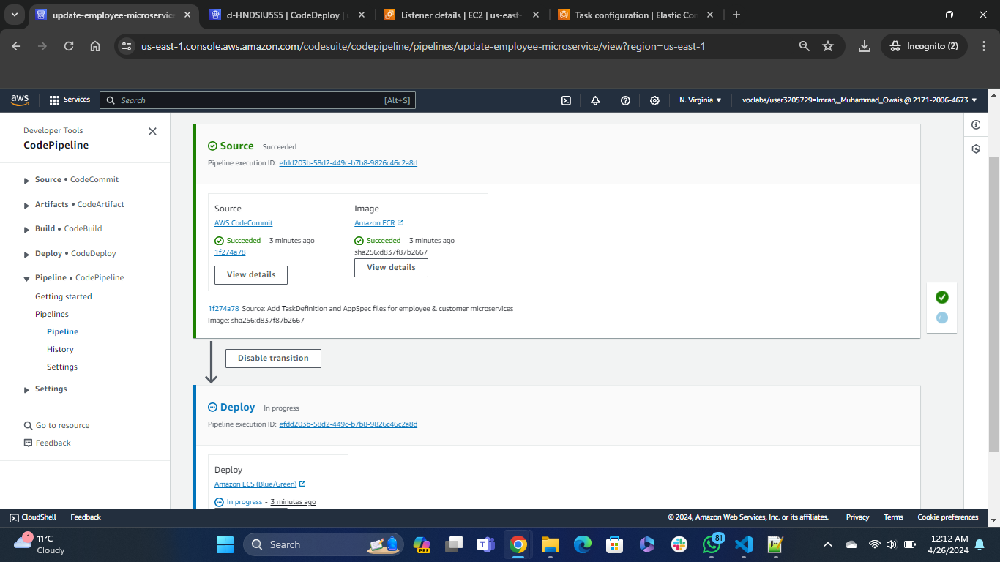 update-employee-microservic
d-HNDSIU5S5 | CodeDeploy | u
Listener details | EC2 | us-east-
Task configuration | Elastic Cor
us-east-1.console.aws.amazon.com/codesuite/codepipeline/pipelines/update-employee-microservice/view?region=us-east-1
Incognito (2)
aws
Services
Search
[Alt+S]
N. Virginia
voclabs/user3205729=Imran,_Muhammad_Owais @ 2171-2006-4673
Developer Tools
CodePipeline
Source • CodeCommit
Artifacts • CodeArtifact
Build • CodeBuild
Deploy • CodeDeploy
Pipeline • CodePipeline
Getting started
Pipelines
Pipeline
History
Settings
Settings
Go to resource
Feedback
Source Succeeded
Pipeline execution ID: efdd203b-58d2-449c-b7b8-9826c46c2a8d
Source
AWS CodeCommit
Succeeded - 3 minutes ago
1f274a78
View details
Image
Amazon ECR
Succeeded - 3 minutes ago
sha256:d837f87b2667
View details
1f274a78 Source: Add TaskDefinition and AppSpec files for employee & customer microservices
Image: sha256:d837f87b2667
Disable transition
Deploy In progress
Pipeline execution ID: efdd203b-58d2-449c-b7b8-9826c46c2a8d
Deploy
Amazon ECS (Blue/Green)
In progress - 3 minutes ago
CloudShell
Feedback
© 2024, Amazon Web Services, Inc. or its affiliates.
Privacy
Terms
Cookie preferences
1
11°C
Cloudy
Search
PRE
81
12:12 AM
4/26/2024